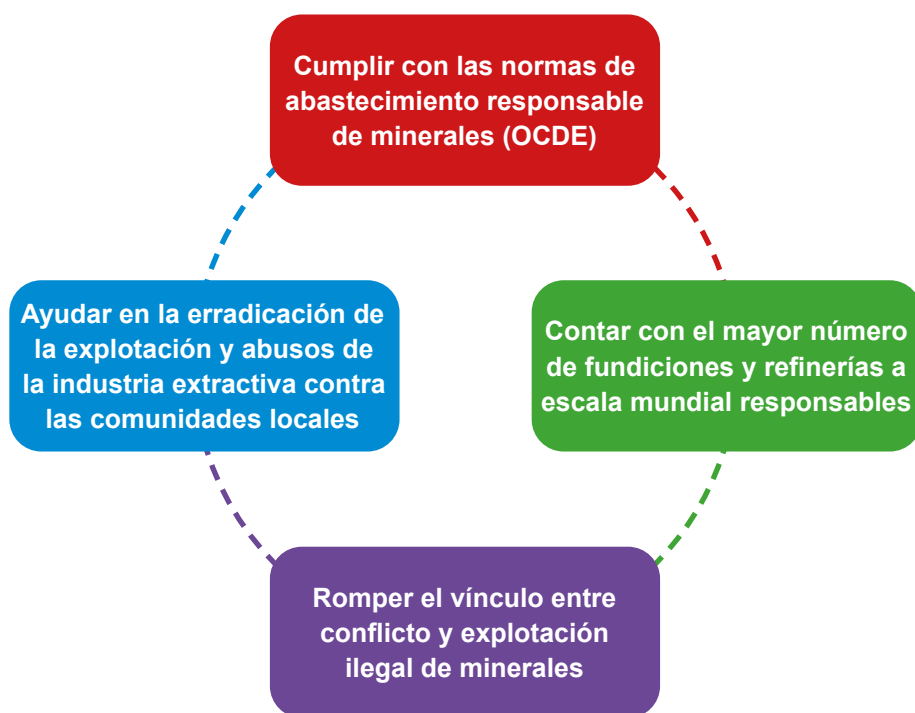 Cumplir con las normas de
abastecimiento responsable
de minerales (OCDE)
Ayudar en la erradicación de
la explotación y abusos de
la industria extractiva contra
las comunidades locales
Contar con el mayor número
de fundiciones y refinerías a
escala mundial responsables
Romper el vínculo entre
conflicto y explotación
ilegal de minerales